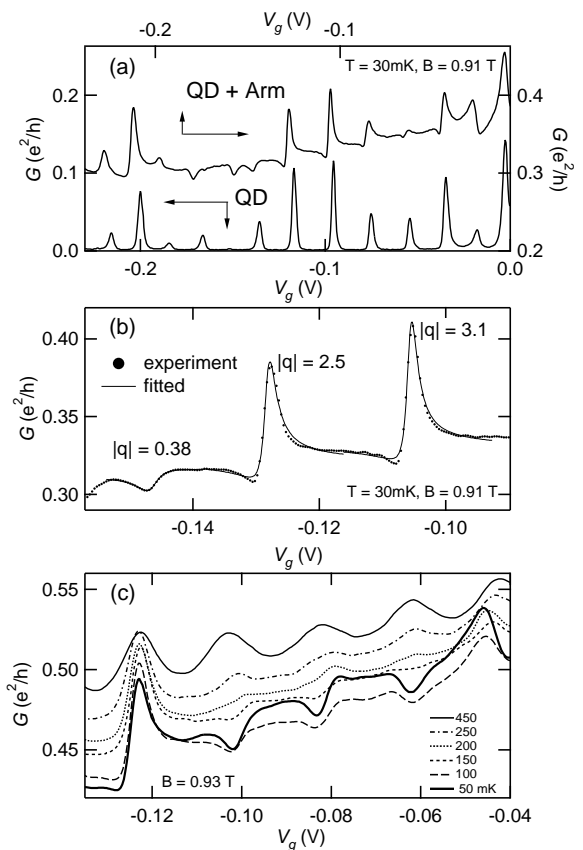 V_g (V)
-0.2 -0.1
(a)
T = 30mK, B = 0.91 T
QD + Arm
QD
G (e²/h)
0.2
0.1
0.0
0.4
0.3
0.2
G (e²/h)
-0.2 -0.1 0.0
V_g (V)
(b)
|q| = 3.1
experiment
fitted
|q| = 2.5
|q| = 0.38
T = 30mK, B = 0.91 T
G (e²/h)
0.40
0.35
0.30
-0.14 -0.12 -0.10
V_g (V)
(c)
G (e²/h)
0.55
0.50
0.45
B = 0.93 T
450
250
200
150
100
50 mK
-0.12 -0.10 -0.08 -0.06 -0.04
V_g (V)